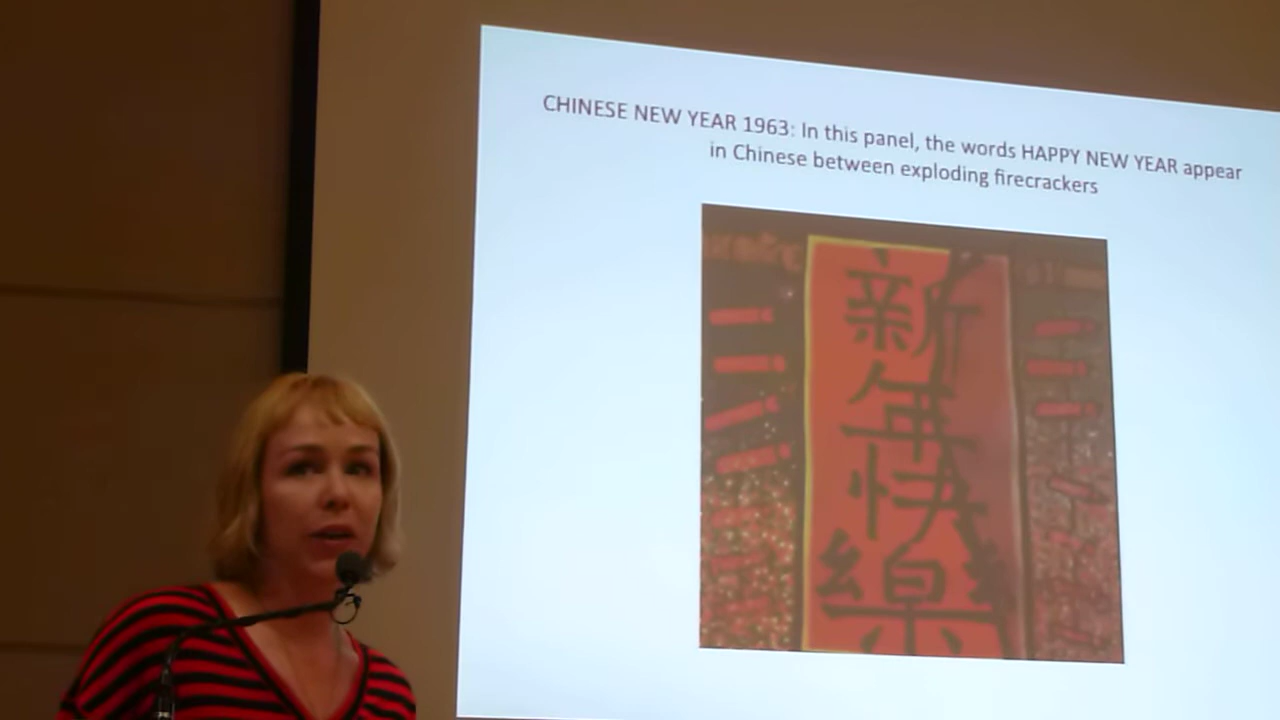 CHINESE NEW YEAR 1963: In this panel, the words HAPPY NEW YEAR appear
in Chinese between exploding firecrackers
新年快樂